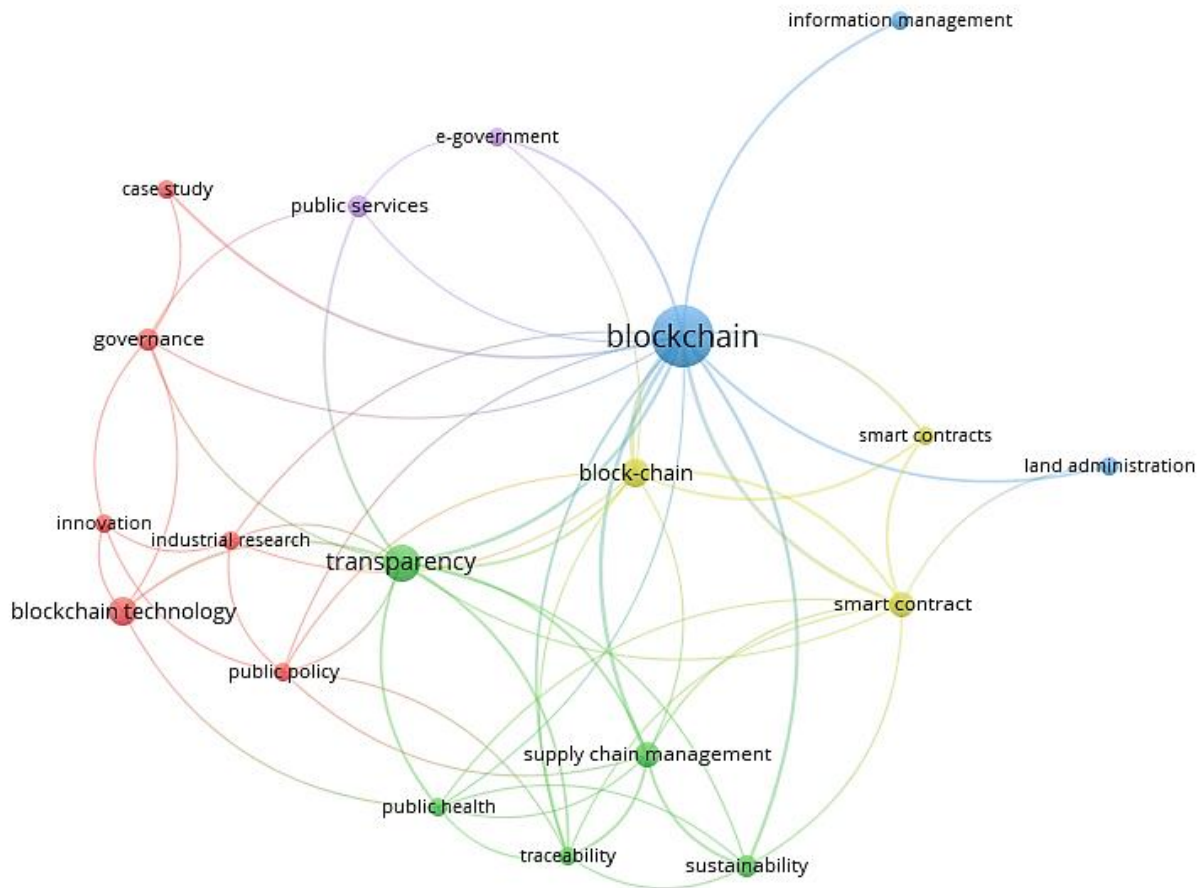 information management
e-government
case study
public services
blockchain
governance
smart contracts
land administration
block-chain
innovation
industrial research
transparency
blockchain technology
smart contract
public policy
supply chain management
public health
traceability
sustainability